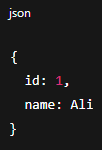 json
{
id: 1,
name: Ali
}